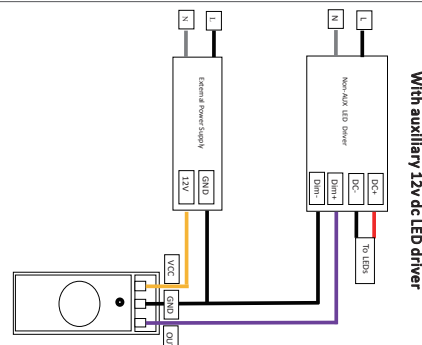 With auxiliary 12v dc LED driver
L
N
Non-AUX LED Driver
DC+
DC-
Dim+
Dim-
To LEDs
L
N
External Power Supply
GND
12V
VCC
GND
OUT